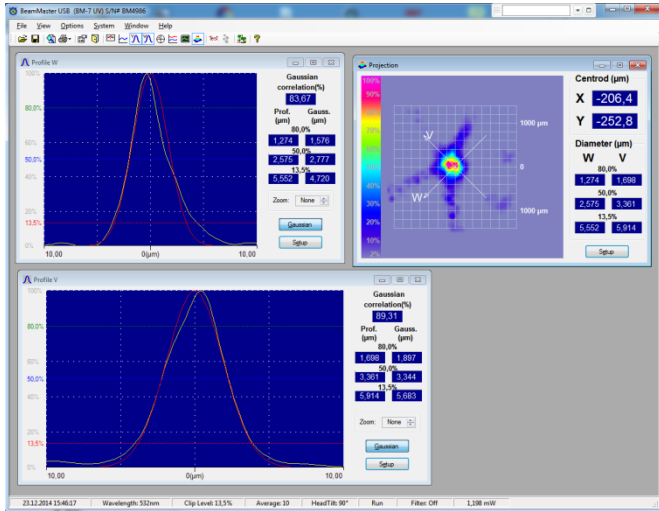 BeamMaster USB (BM-7 UV) S/N# BM4986
File View Options System Window Help
Profile W
100%
80,0%
60%
50,0%
40%
20%
13,5%
0%
10,00 0(µm) 10,00
Gaussian
correlation(%)
83,67
Prof. Gauss.
(µm) (µm)
80,0%
1,274 1,576
50,0%
2,575 2,777
13,5%
5,552 4,720
Zoom: None
Gaussian
Setup
Projection
100%
90%
80%
70%
60%
50%
40%
30%
20%
10%
2%
V
W
1000 µm
0
1000 µm
Centrod (µm)
X -206,4
Y -252,8
Diameter (µm)
W V
80,0%
1,274 1,698
50,0%
2,575 3,361
13,5%
5,552 5,914
Setup
Profile V
100%
80,0%
60%
50,0%
40%
20%
13,5%
0%
10,00 0(µm) 10,00
Gaussian
correlation(%)
89,31
Prof. Gauss.
(µm) (µm)
80,0%
1,698 1,897
50,0%
3,361 3,344
13,5%
5,914 5,683
Zoom: None
Gaussian
Setup
23.12.2014 15:46:17 Wavelength: 532nm Clip Level: 13,5% Average: 10 HeadTilt: 90° Run Filter: Off 1,198 mW